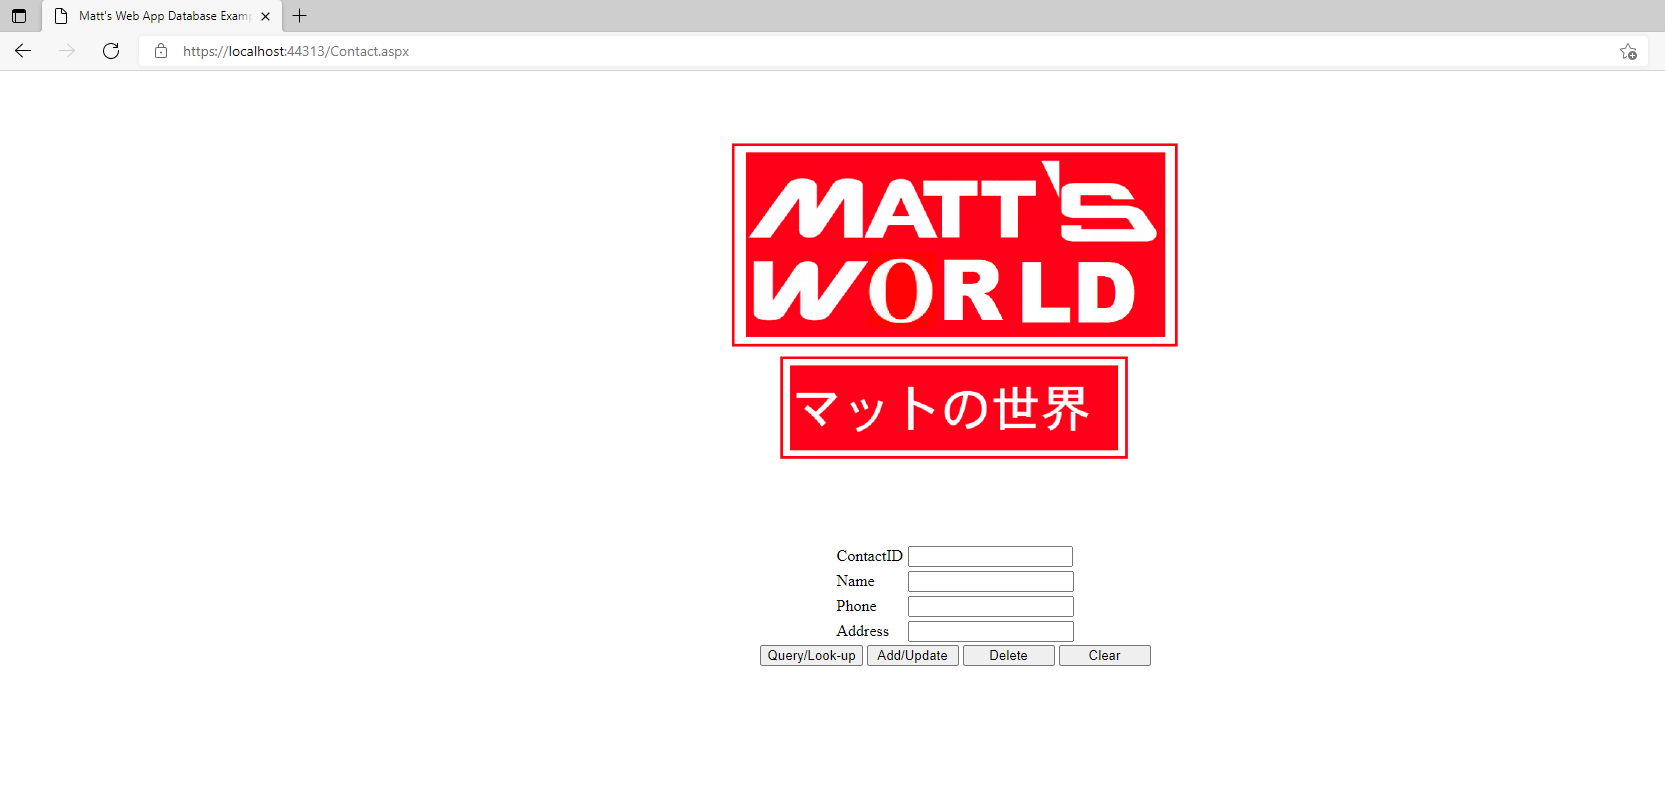 Matt's Web App Database Examp
https://localhost:44313/Contact.aspx
MATT'S
WORLD
マットの世界
ContactID
Name
Phone
Address
Query/Look-up Add/Update Delete Clear